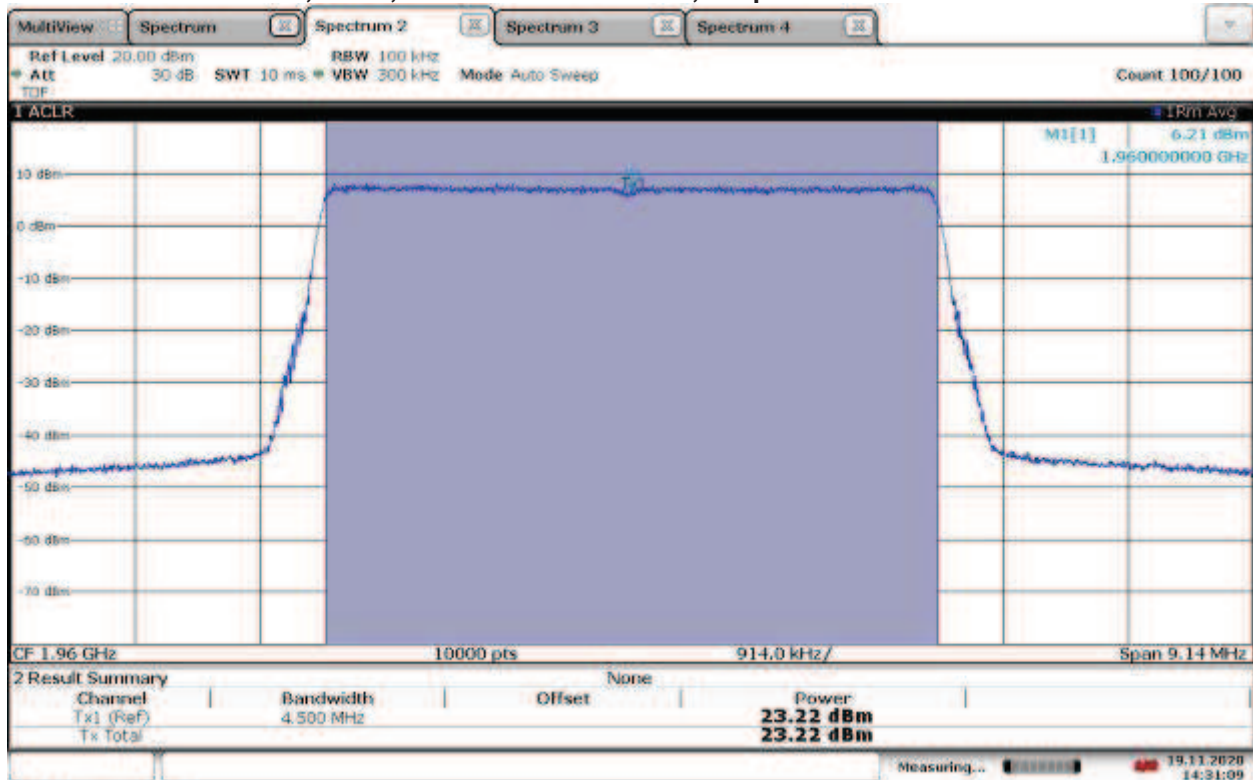 MultiView Spectrum Spectrum 2 Spectrum 3 Spectrum 4
Ref Level 20.00 dBm RBW 100 kHz
Att 30 dB SWT 10 ms VBW 300 kHz Mode Auto Sweep Count 100/100
TDF
1 ACLR 1Rm Avg
M1[1] 6.21 dBm
1.960000000 GHz
10 dBm
0 dBm
-10 dBm
-20 dBm
-30 dBm
-40 dBm
-50 dBm
-60 dBm
-70 dBm
CF 1.96 GHz 10000 pts 914.0 kHz/ Span 9.14 MHz
2 Result Summary None
Channel Bandwidth Offset Power
Tx1 (Ref) 4.500 MHz 23.22 dBm
Tx Total 23.22 dBm
Measuring... 19.11.2020
14:31:09